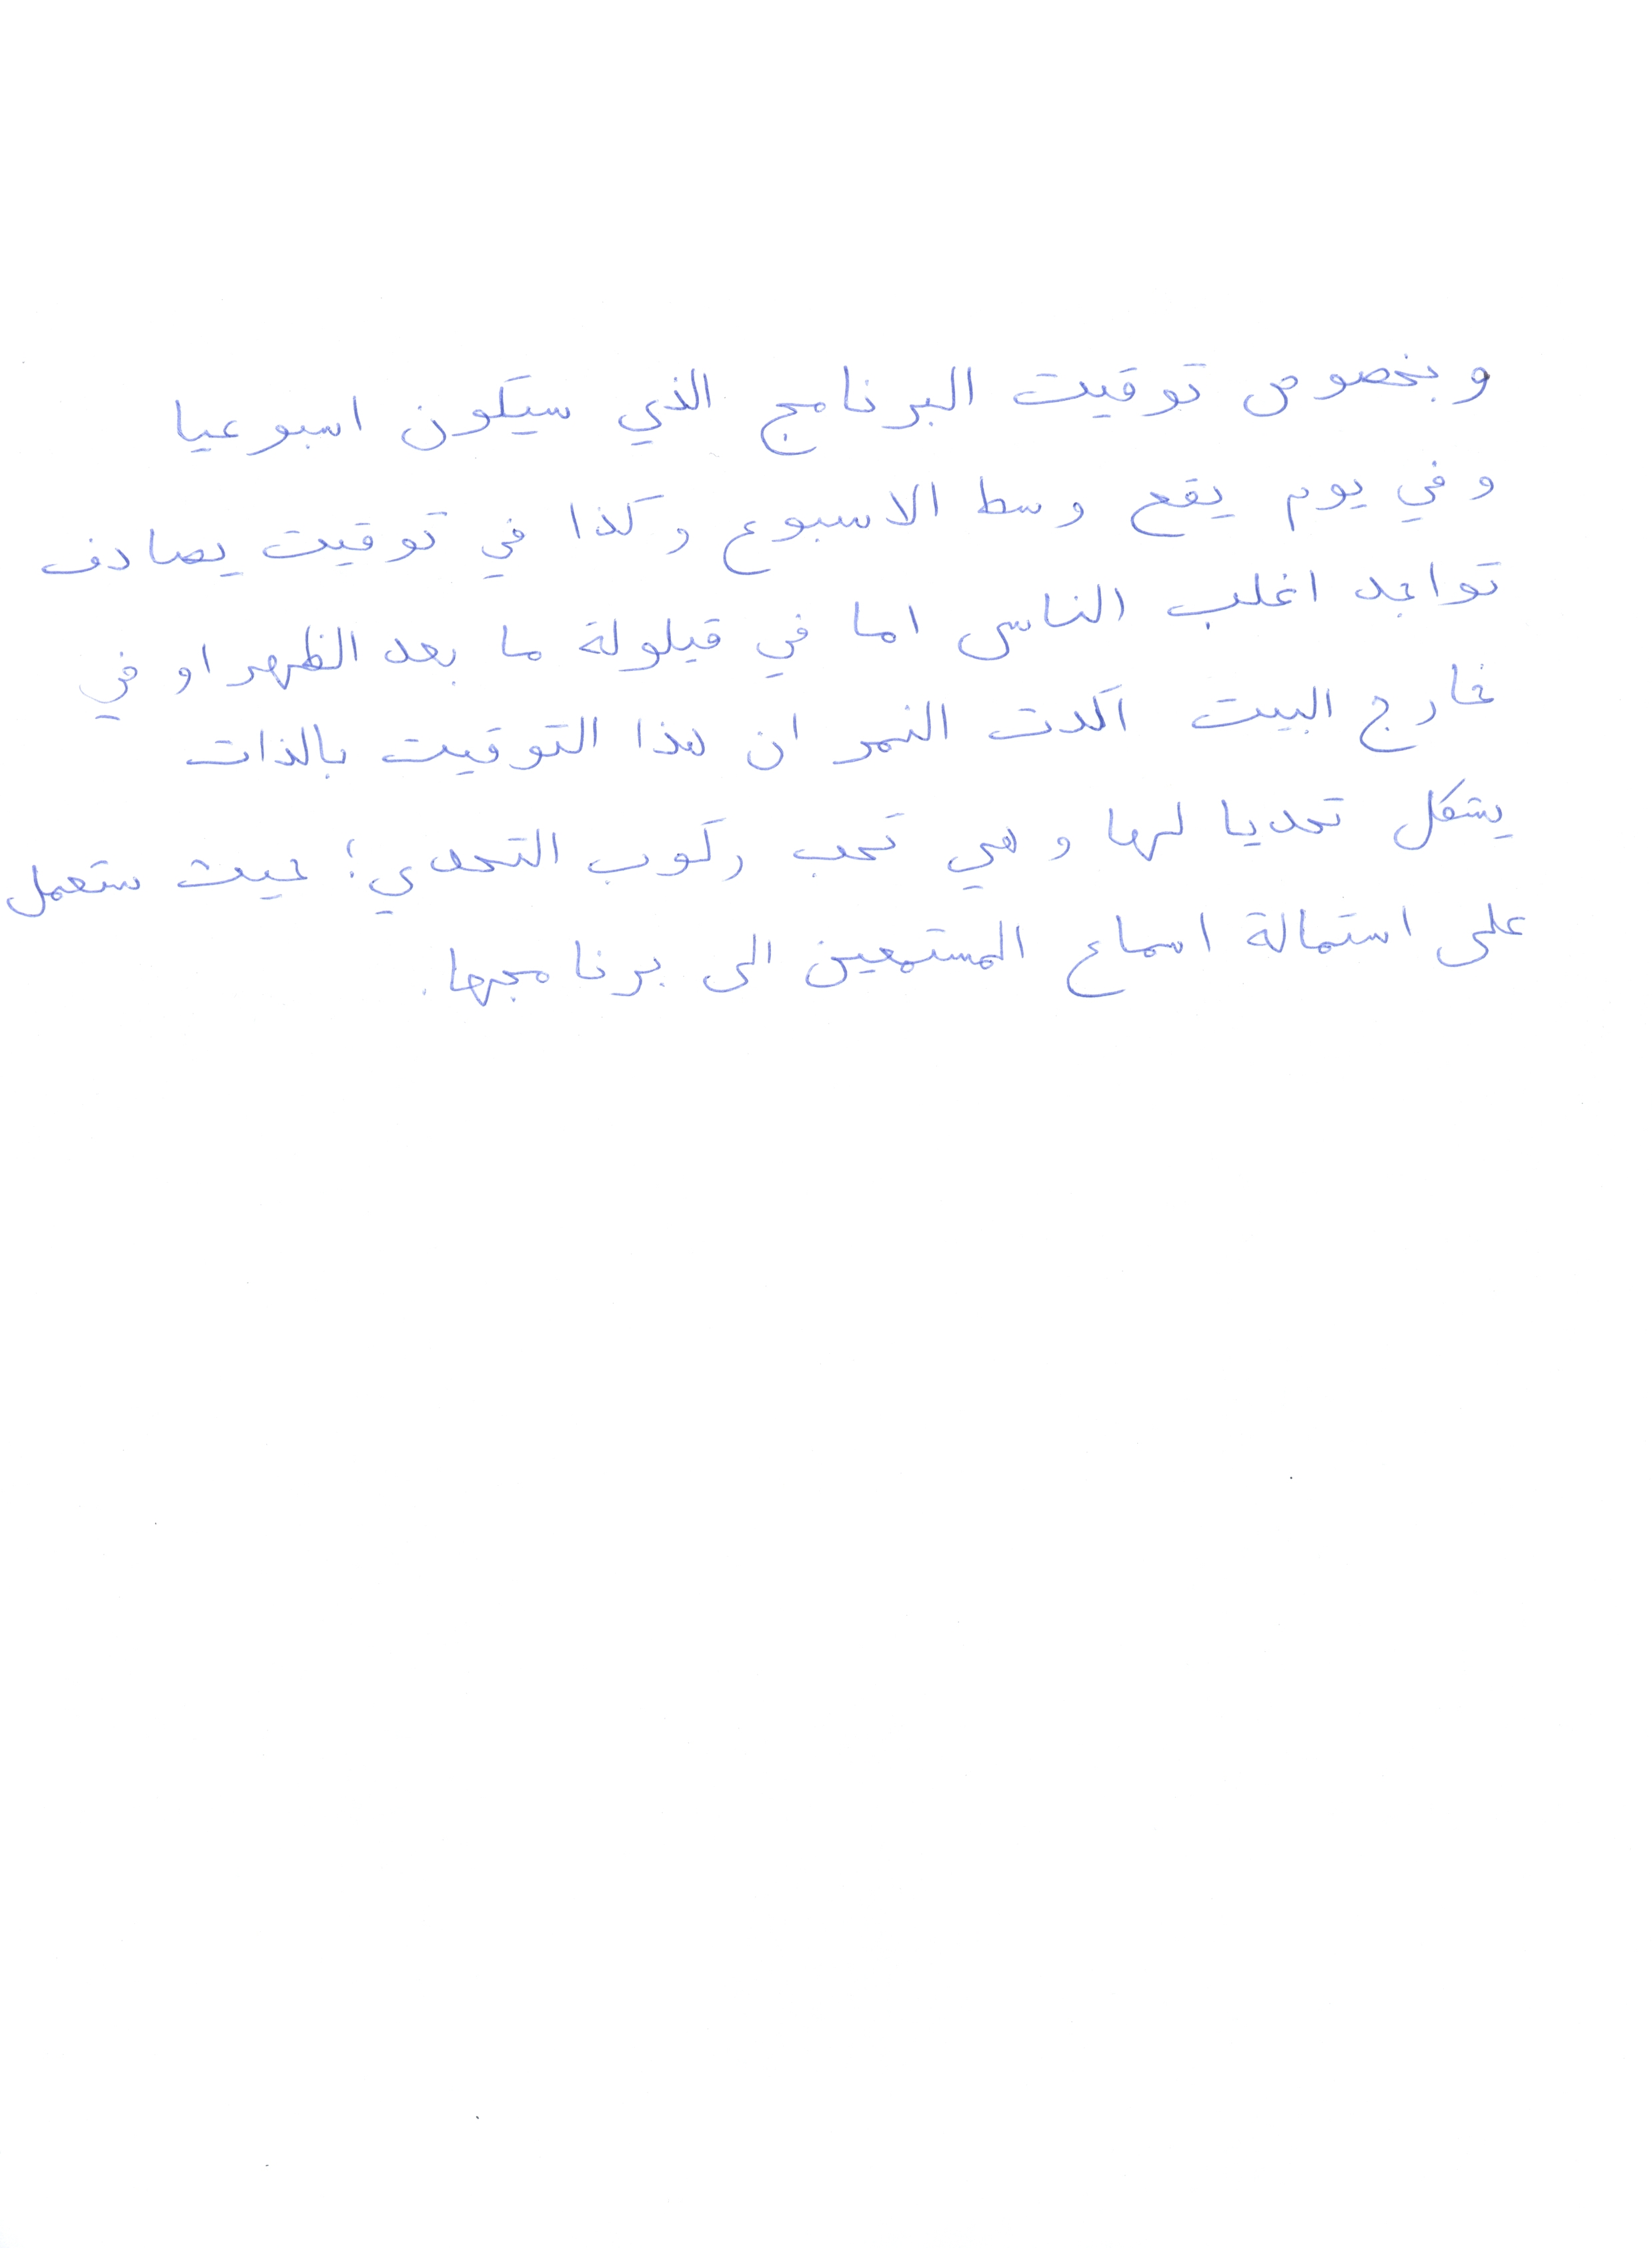 وبخصوص توقيت البرنامج الذي سيكون اسبوعيا
وفي يوم يقع وسط الاسبوع وكذا في توقيت يصادف
تواجد اغلب الناس اما في قيلولة ما بعد الظهر او في
خارج البيت اكدت النمر ان هذا التوقيت بالذات
يشكل تحديا لها وهي تحب ركوب التحدي؛ حيث ستعمل
على استمالة اسماع المستمعين الى برنامجها.